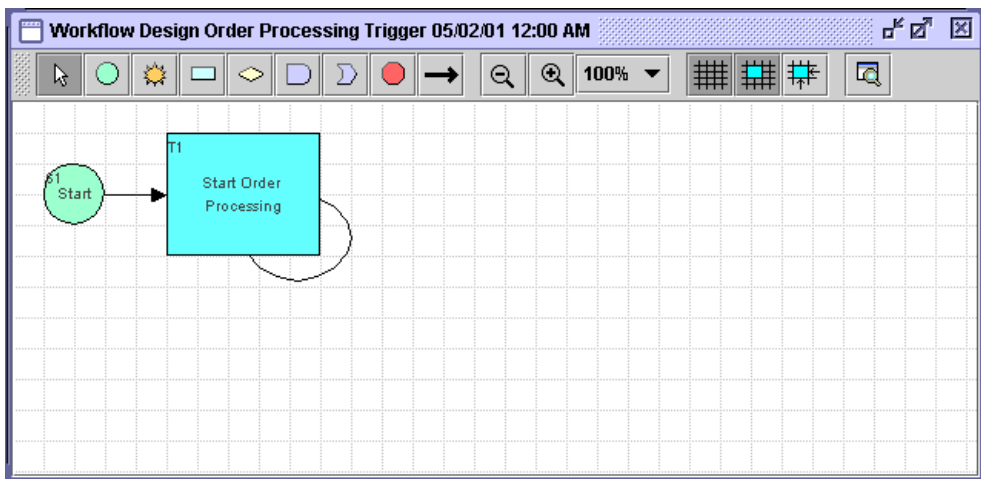 Workflow Design Order Processing Trigger 05/02/01 12:00 AM
100%
T1
S1
Start
Start Order
Processing